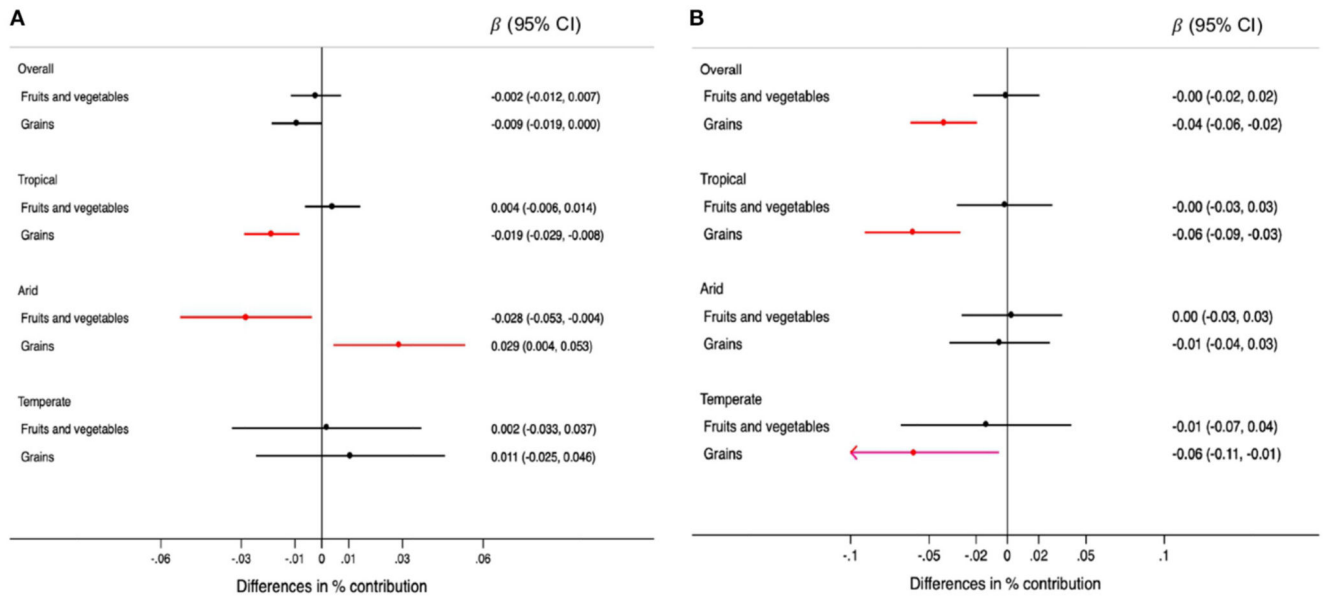 A
β (95% CI)
Overall
Fruits and vegetables -0.002 (-0.012, 0.007)
Grains -0.009 (-0.019, 0.000)
Tropical
Fruits and vegetables 0.004 (-0.006, 0.014)
Grains -0.019 (-0.029, -0.008)
Arid
Fruits and vegetables -0.028 (-0.053, -0.004)
Grains 0.029 (0.004, 0.053)
Temperate
Fruits and vegetables 0.002 (-0.033, 0.037)
Grains 0.011 (-0.025, 0.046)
-.06 -.03 -.01 0 .01 .03 .06
Differences in % contribution
B
β (95% CI)
Overall
Fruits and vegetables -0.00 (-0.02, 0.02)
Grains -0.04 (-0.06, -0.02)
Tropical
Fruits and vegetables -0.00 (-0.03, 0.03)
Grains -0.06 (-0.09, -0.03)
Arid
Fruits and vegetables 0.00 (-0.03, 0.03)
Grains -0.01 (-0.04, 0.03)
Temperate
Fruits and vegetables -0.01 (-0.07, 0.04)
Grains -0.06 (-0.11, -0.01)
-.1 -.05 -.02 0 .02 .05 .1
Differences in % contribution